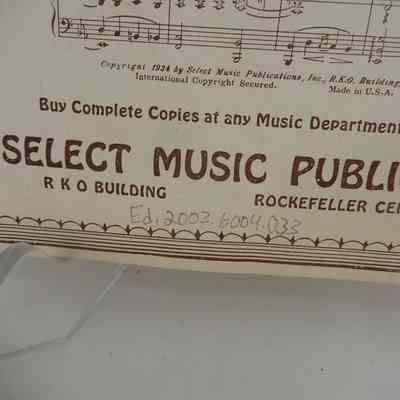 Copyright 1934 by Select Music Publications, Inc., R.K.O. Building,
International Copyright Secured. Made in U.S.A.
Buy Complete Copies at any Music Department
SELECT MUSIC PUBLI
R K O BUILDING ROCKEFELLER CE
Ed. 2003.6004.033